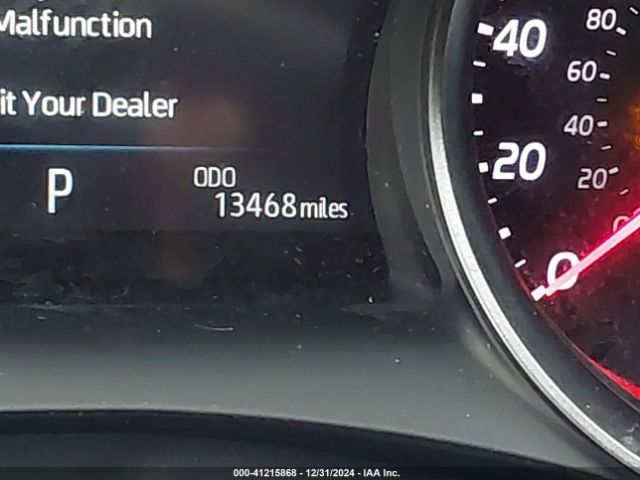 Malfunction
it Your Dealer
P
ODO
13468 miles
40
20
0
80
60
40
20
0
000-41215868 - 12/31/2024 - IAA Inc.